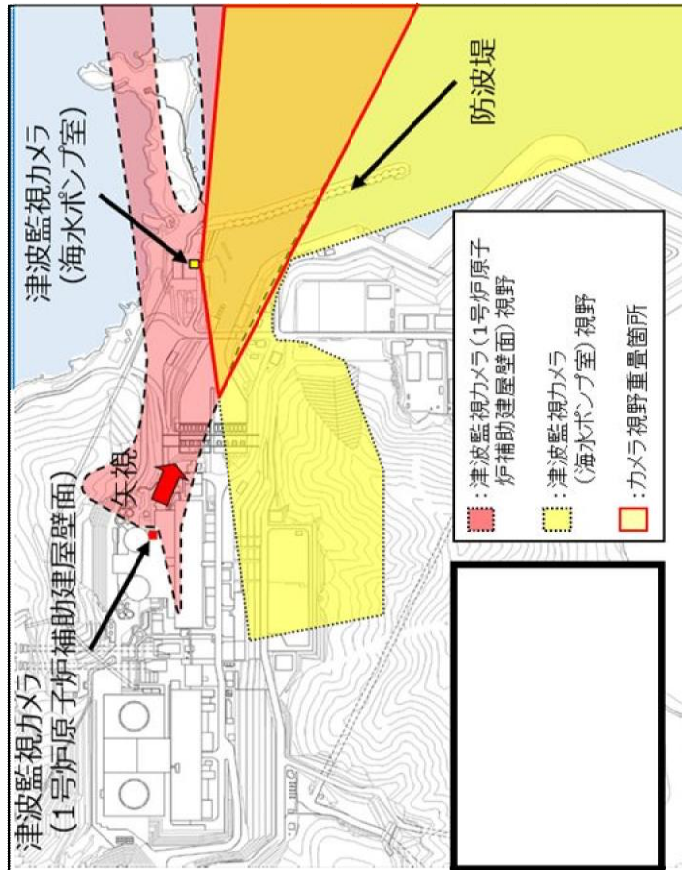 津波監視カメラ
(1号炉原子炉補助建屋壁面)
矢視
津波監視カメラ
(海水ポンプ室)
防波堤
:津波監視カメラ(1号炉原子
炉補助建屋壁面)視野
:津波監視カメラ
(海水ポンプ室)視野
:カメラ視野重畳箇所